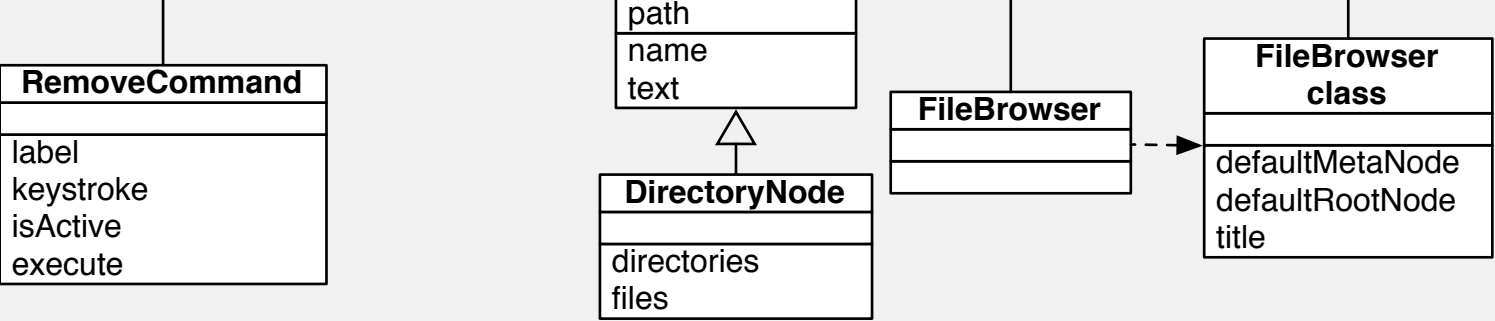 RemoveCommand
label
keystroke
isActive
execute
path
name
text
DirectoryNode
directories
files
FileBrowser
FileBrowser
class
defaultMetaNode
defaultRootNode
title